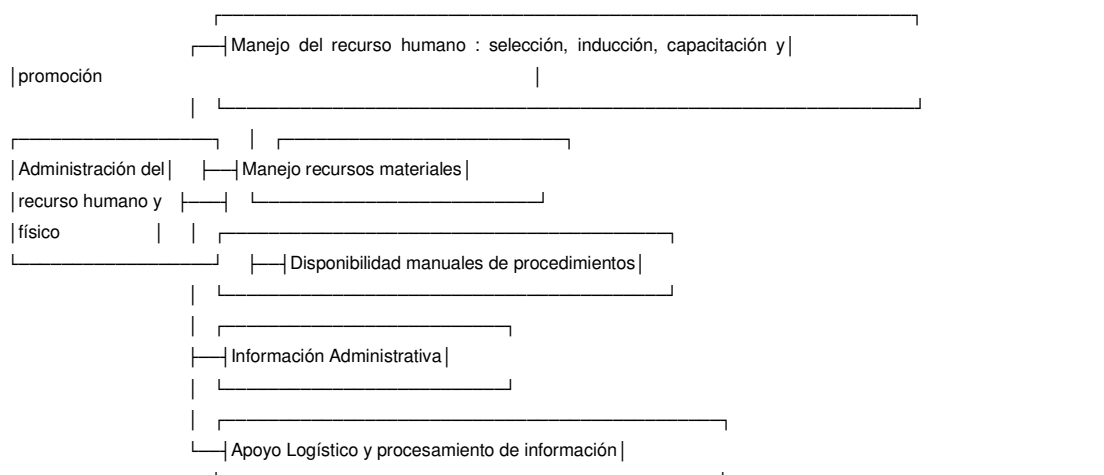 Manejo del recurso humano : selección, inducción, capacitación y
promoción
Administración del Manejo recursos materiales
recurso humano y
físico
Disponibilidad manuales de procedimientos
Información Administrativa
Apoyo Logístico y procesamiento de información